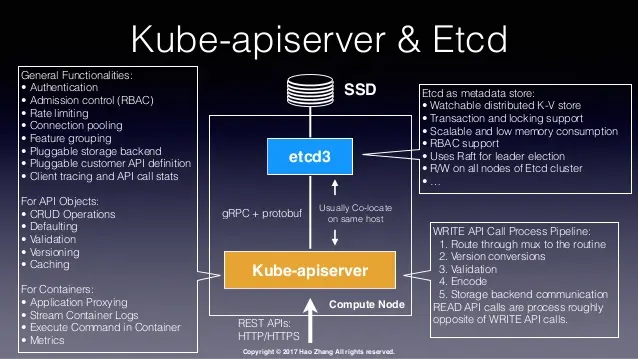 Kube-apiserver & Etcd
General Functionalities:
• Authentication
• Admission control (RBAC)
• Rate limiting
• Connection pooling
• Feature grouping
• Pluggable storage backend
• Pluggable customer API definition
• Client tracing and API call stats
For API Objects:
• CRUD Operations
• Defaulting
• Validation
• Versioning
• Caching
For Containers:
• Application Proxying
• Stream Container Logs
• Execute Command in Container
• Metrics
SSD
etcd3
gRPC + protobuf
Usually Co-locate
on same host
Kube-apiserver
Compute Node
REST APIs:
HTTP/HTTPS
Etcd as metadata store:
• Watchable distributed K-V store
• Transaction and locking support
• Scalable and low memory consumption
• RBAC support
• Uses Raft for leader election
• R/W on all nodes of Etcd cluster
• …
WRITE API Call Process Pipeline:
1. Route through mux to the routine
2. Version conversions
3. Validation
4. Encode
5. Storage backend communication
READ API calls are process roughly
opposite of WRITE API calls.
Copyright © 2017 Hao Zhang All rights reserved.